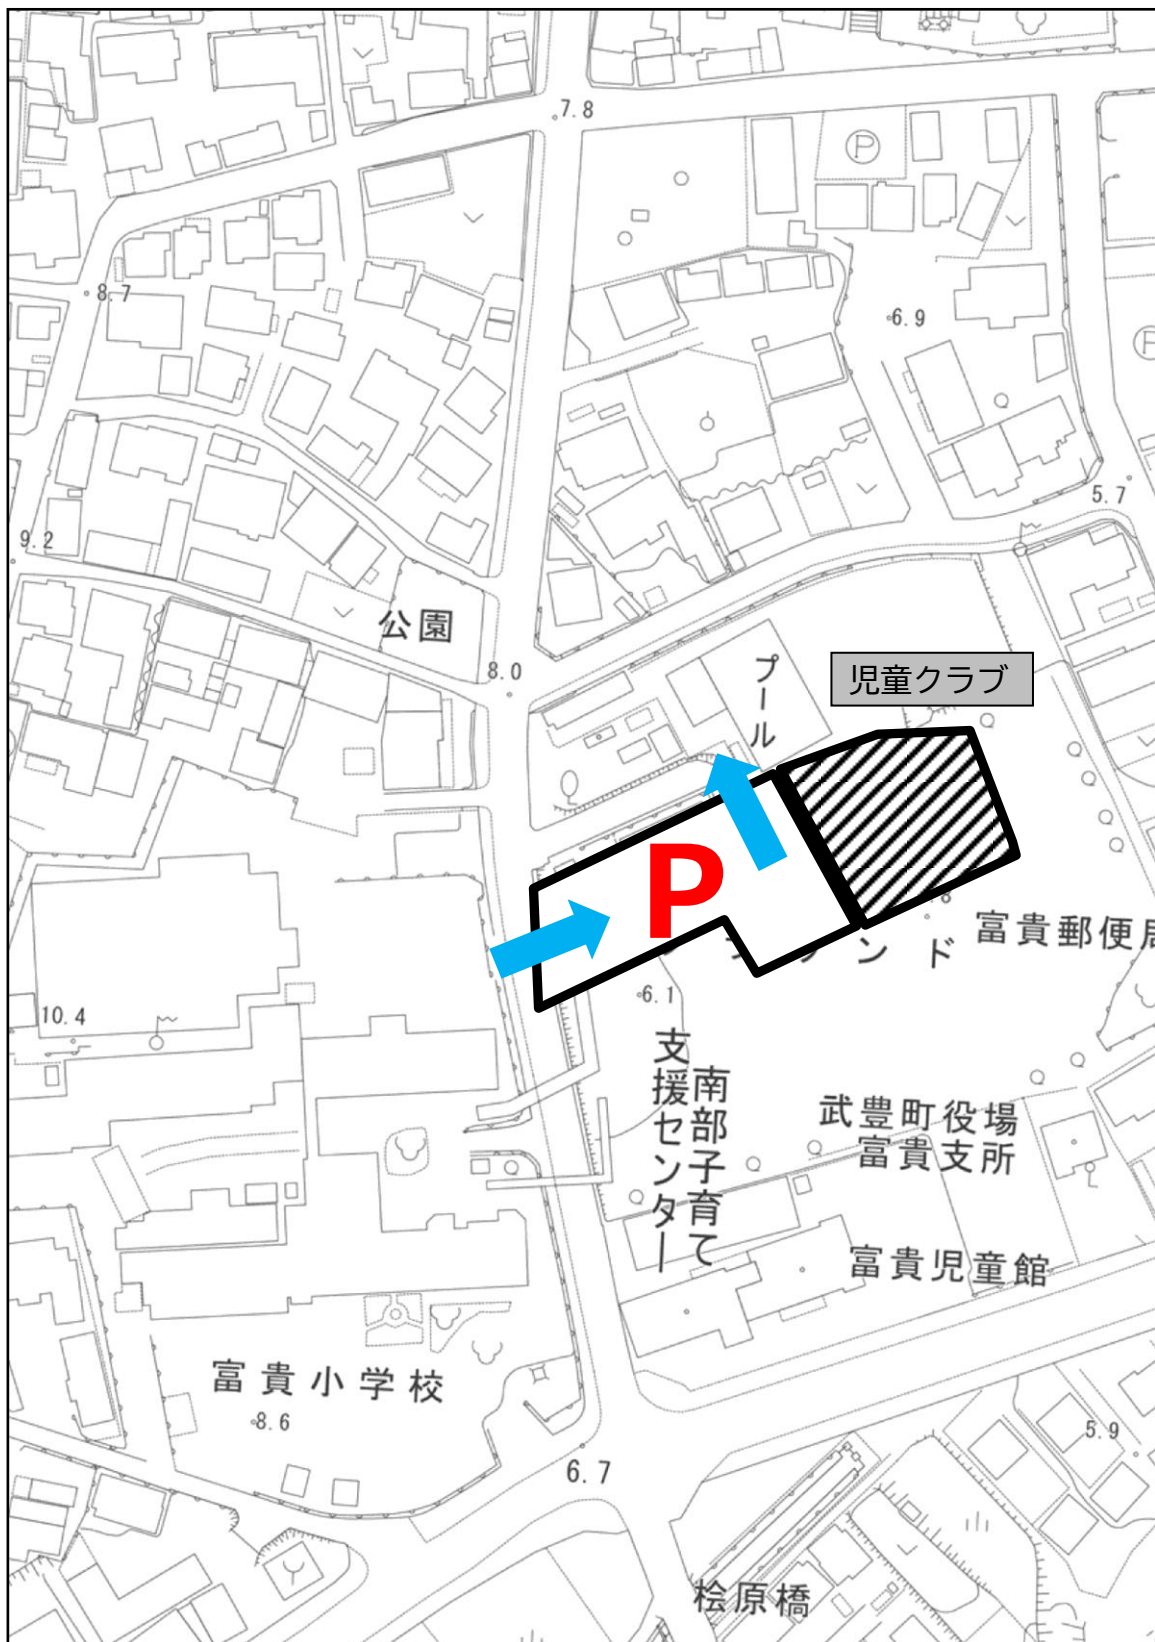 7.8
P
8.7
6.9
P
5.7
9.2
公園
8.0
プール
児童クラブ
P
ンド
富貴郵便局
6.1
10.4
南部子育て
支援センター
武豊町役場
富貴支所
富貴児童館
富貴小学校
8.6
5.9
6.7
桧原橋